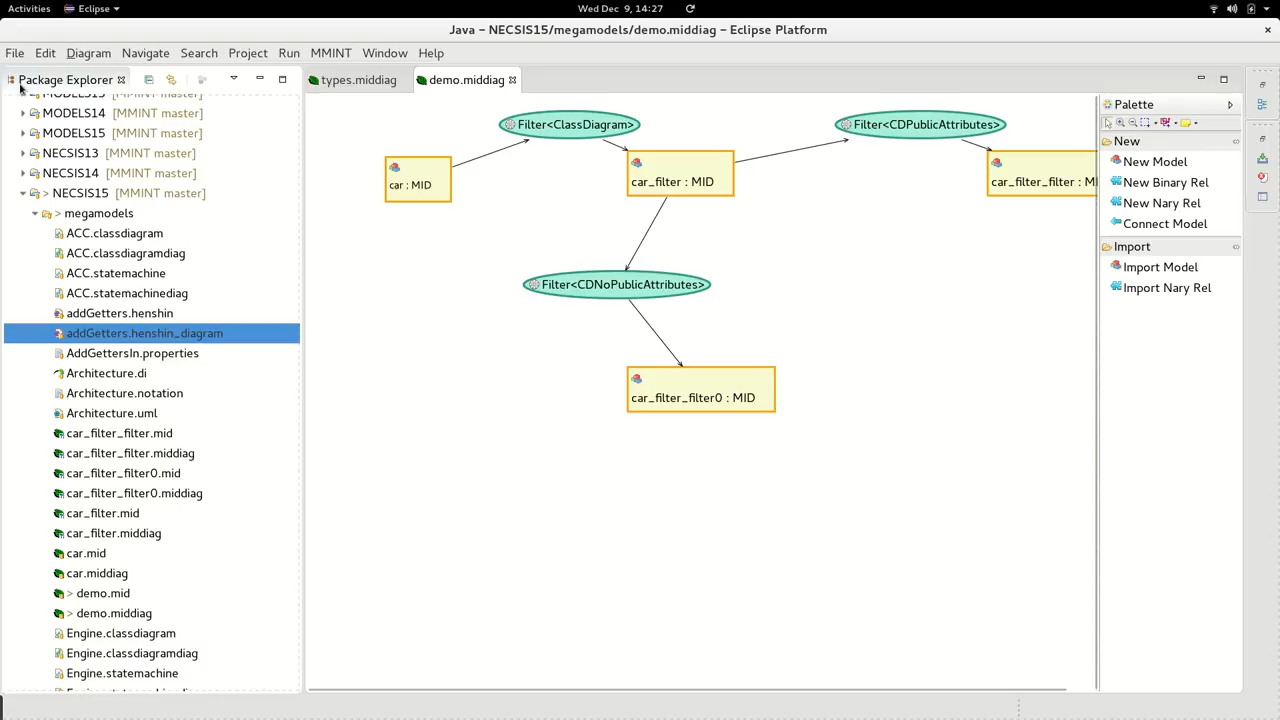 Activities Eclipse Wed Dec 9, 14:27
Java – NECSIS15/megamodels/demo.middiag – Eclipse Platform ×
File Edit Diagram Navigate Search Project Run MMINT Window Help
Package Explorer types.middiag demo.middiag
MODELS14 [MMINT master]
MODELS15 [MMINT master]
NECSIS13 [MMINT master]
NECSIS14 [MMINT master]
> NECSIS15 [MMINT master]
> megamodels
ACC.classdiagram
ACC.classdiagramdiag
ACC.statemachine
ACC.statemachinediag
addGetters.henshin
addGetters.henshin_diagram
AddGettersIn.properties
Architecture.di
Architecture.notation
Architecture.uml
car_filter_filter.mid
car_filter_filter.middiag
car_filter_filter0.mid
car_filter_filter0.middiag
car_filter.mid
car_filter.middiag
car.mid
car.middiag
> demo.mid
> demo.middiag
Engine.classdiagram
Engine.classdiagramdiag
Engine.statemachine
Filter<ClassDiagram>
Filter<CDPublicAttributes>
car : MID
car_filter : MID
car_filter_filter : MI
Filter<CDNoPublicAttributes>
car_filter_filter0 : MID
Palette
New
New Model
New Binary Rel
New Nary Rel
Connect Model
Import
Import Model
Import Nary Rel